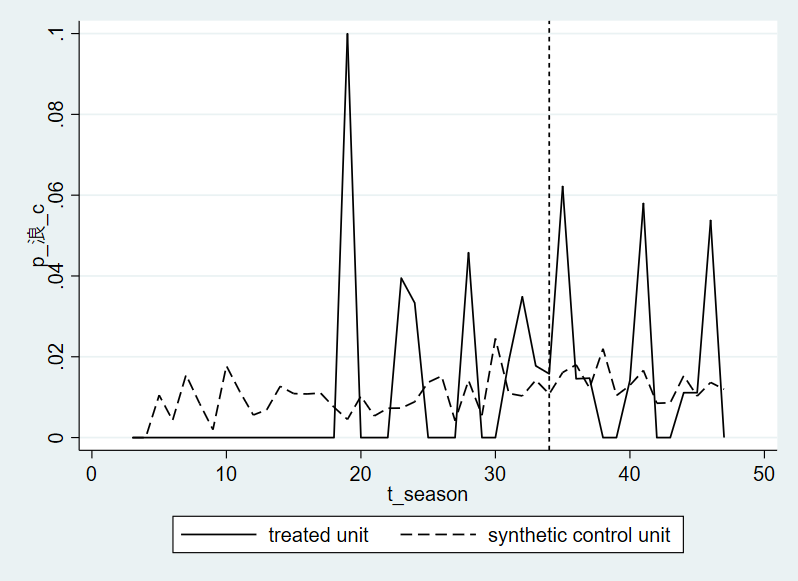 p_浪_c
.1
.08
.06
.04
.02
0
0 10 20 30 40 50
t_season
treated unit synthetic control unit